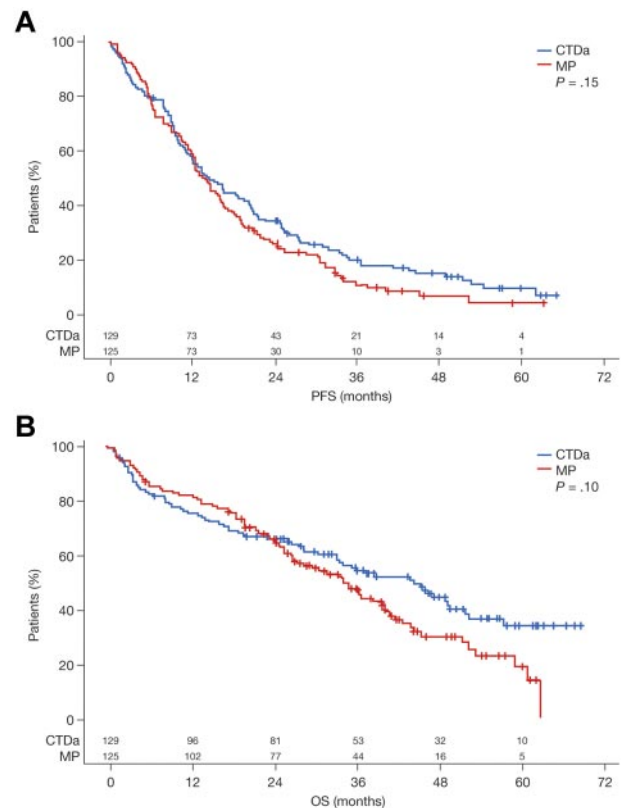 A
100
80
60
40
20
0
Patients (%)
CTDa
MP
P = .15
CTDa 129 73 43 21 14 4
MP 125 73 30 10 3 1
0 12 24 36 48 60 72
PFS (months)
B
100
80
60
40
20
0
Patients (%)
CTDa
MP
P = .10
CTDa 129 96 81 53 32 10
MP 125 102 77 44 16 5
0 12 24 36 48 60 72
OS (months)